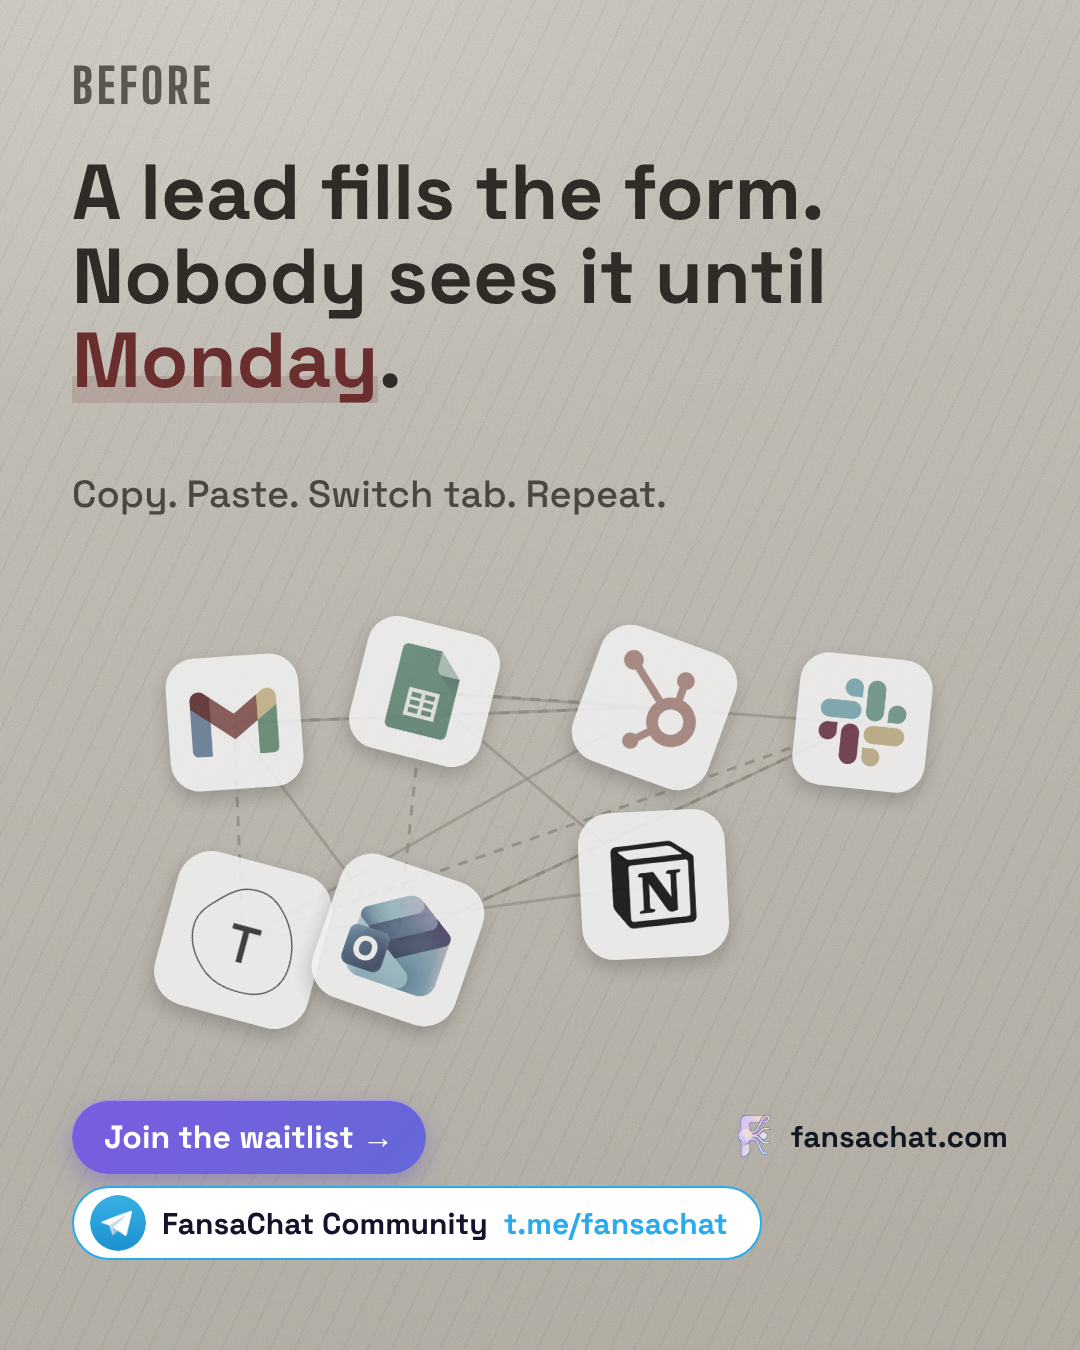 BEFORE
A lead fills the form.
Nobody sees it until
Monday.
Copy. Paste. Switch tab. Repeat.
T
O
N
Join the waitlist →
fansachat.com
FansaChat Community t.me/fansachat